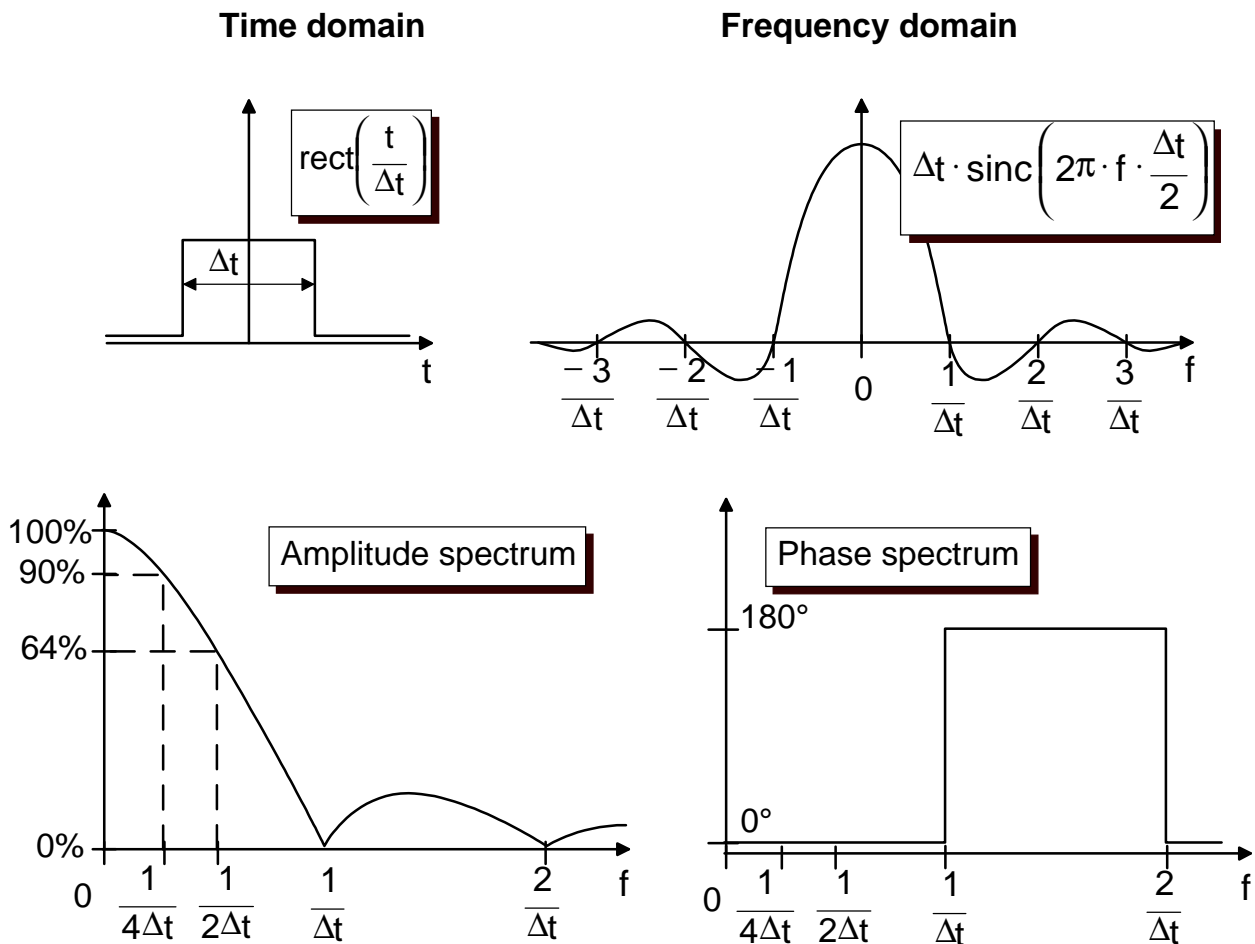 Time domain
Frequency domain
rect(t/Δt)
Δt · sinc(2π · f · Δt/2)
Δt
t
−3/Δt −2/Δt −1/Δt 0 1/Δt 2/Δt 3/Δt f
Amplitude spectrum
100%
90%
64%
0%
0 1/4Δt 1/2Δt 1/Δt 2/Δt f
Phase spectrum
180°
0°
0 1/4Δt 1/2Δt 1/Δt 2/Δt f